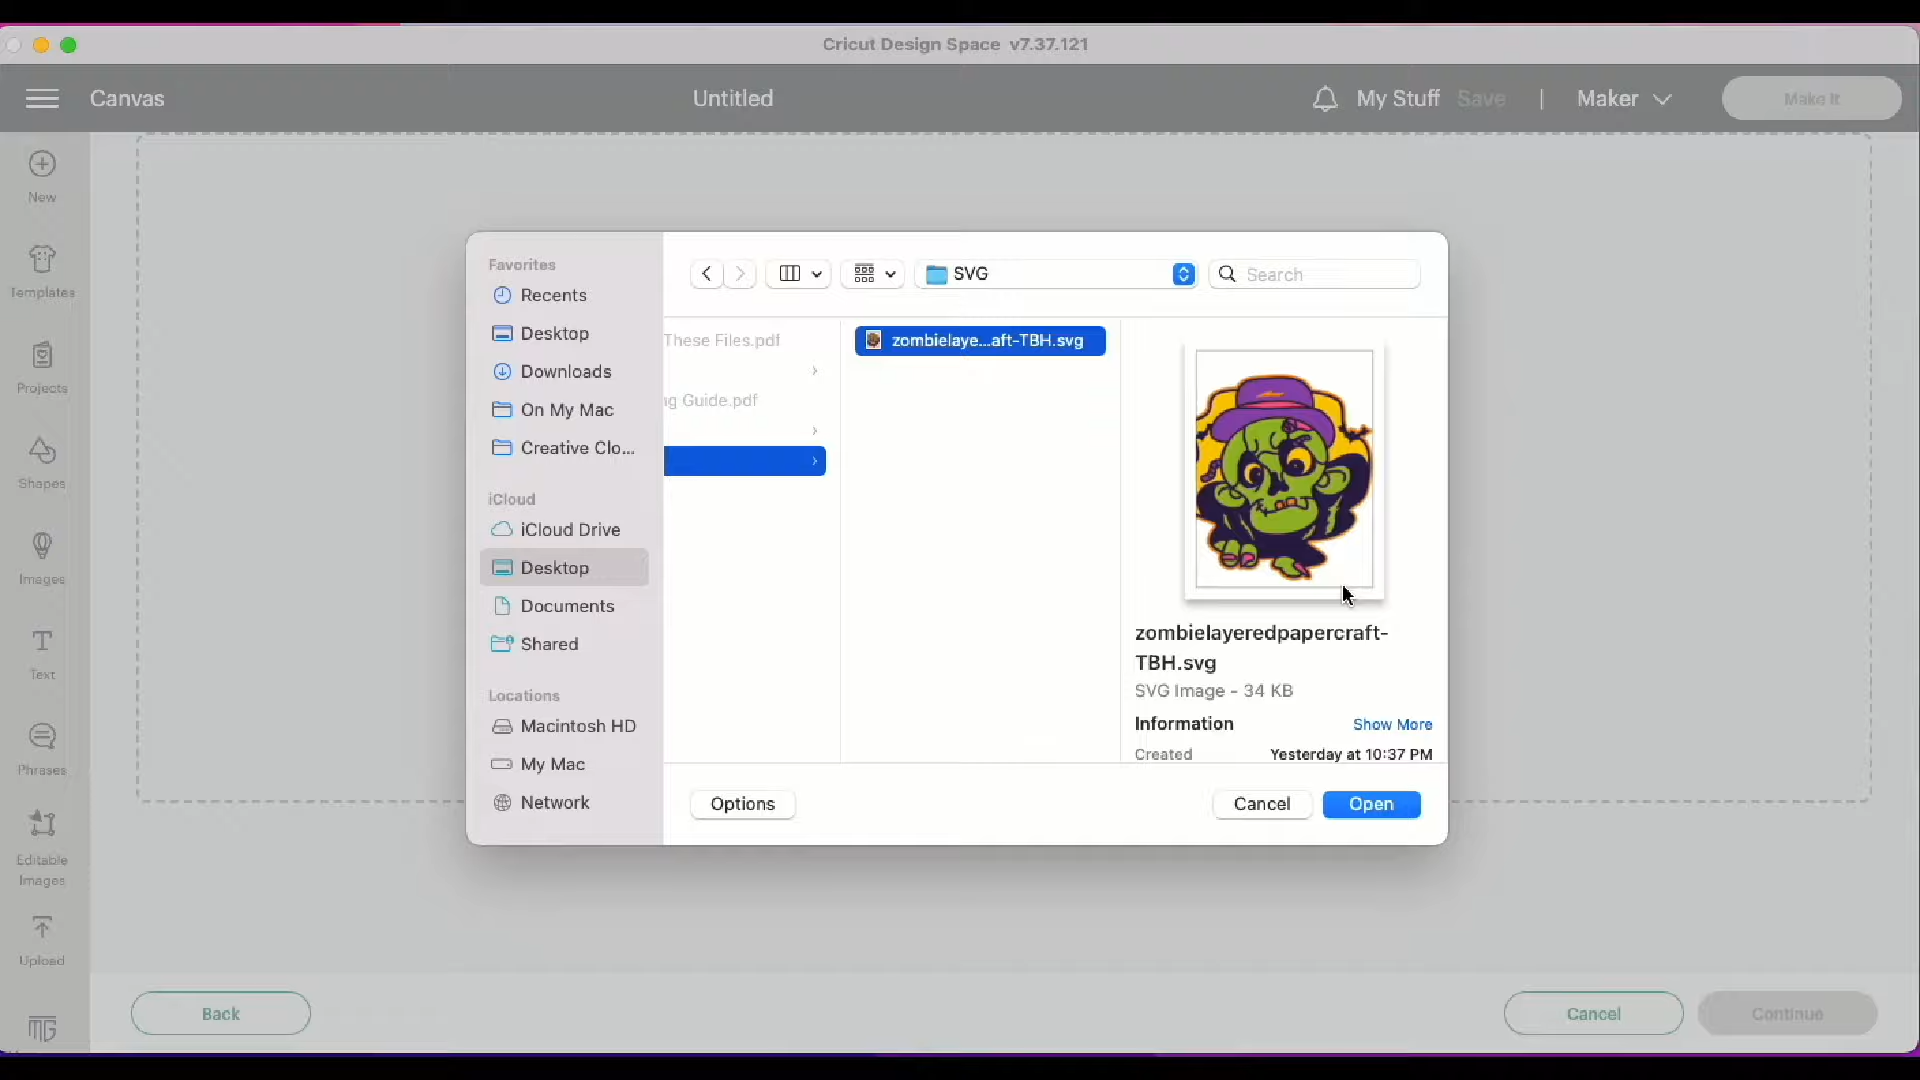 Cricut Design Space v7.37.121
Canvas
Untitled
My Stuff
Save
|
Maker
Make It
New
Templates
Projects
Shapes
Images
Text
Phrases
Editable
Images
Upload
Favorites
Recents
Desktop
Downloads
On My Mac
Creative Clo...
iCloud
iCloud Drive
Desktop
Documents
Shared
Locations
Macintosh HD
My Mac
Network
SVG
Search
These Files.pdf
ng Guide.pdf
zombielaye...aft-TBH.svg
zombielayeredpapercraft-
TBH.svg
SVG Image - 34 KB
Information
Show More
Created
Yesterday at 10:37 PM
Options
Cancel
Open
Back
Cancel
Continue